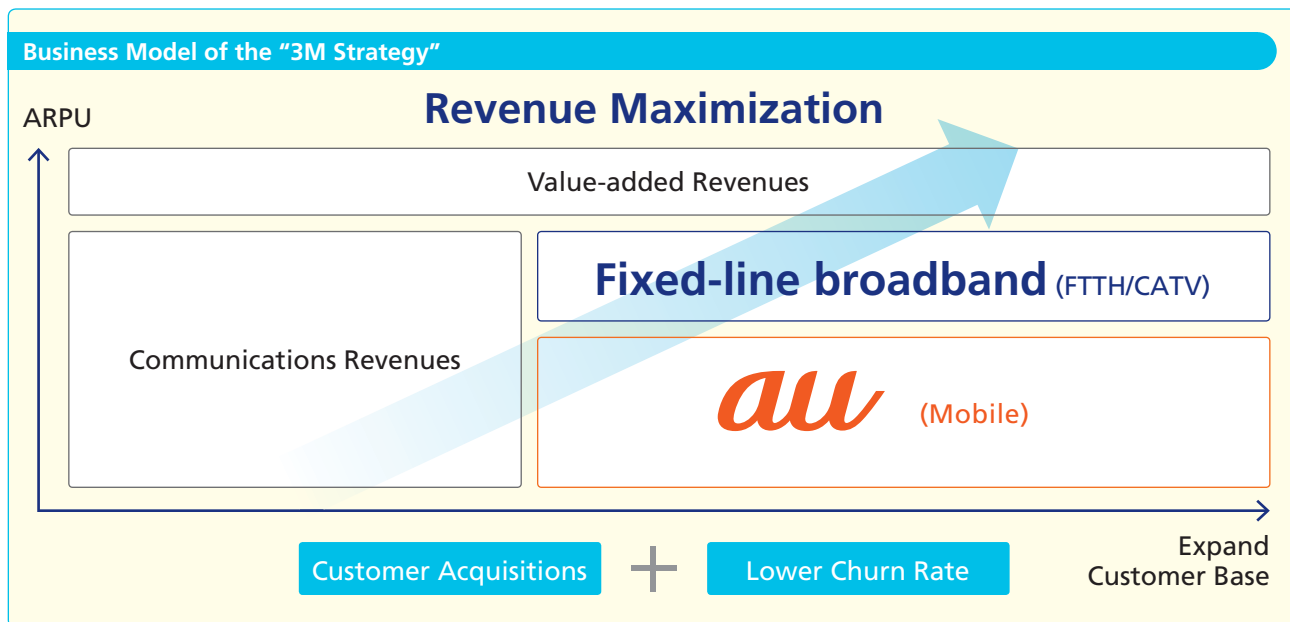 Business Model of the “3M Strategy”
ARPU
Revenue Maximization
Value-added Revenues
Communications Revenues
Fixed-line broadband (FTTH/CATV)
au (Mobile)
Customer Acquisitions + Lower Churn Rate
Expand
Customer Base